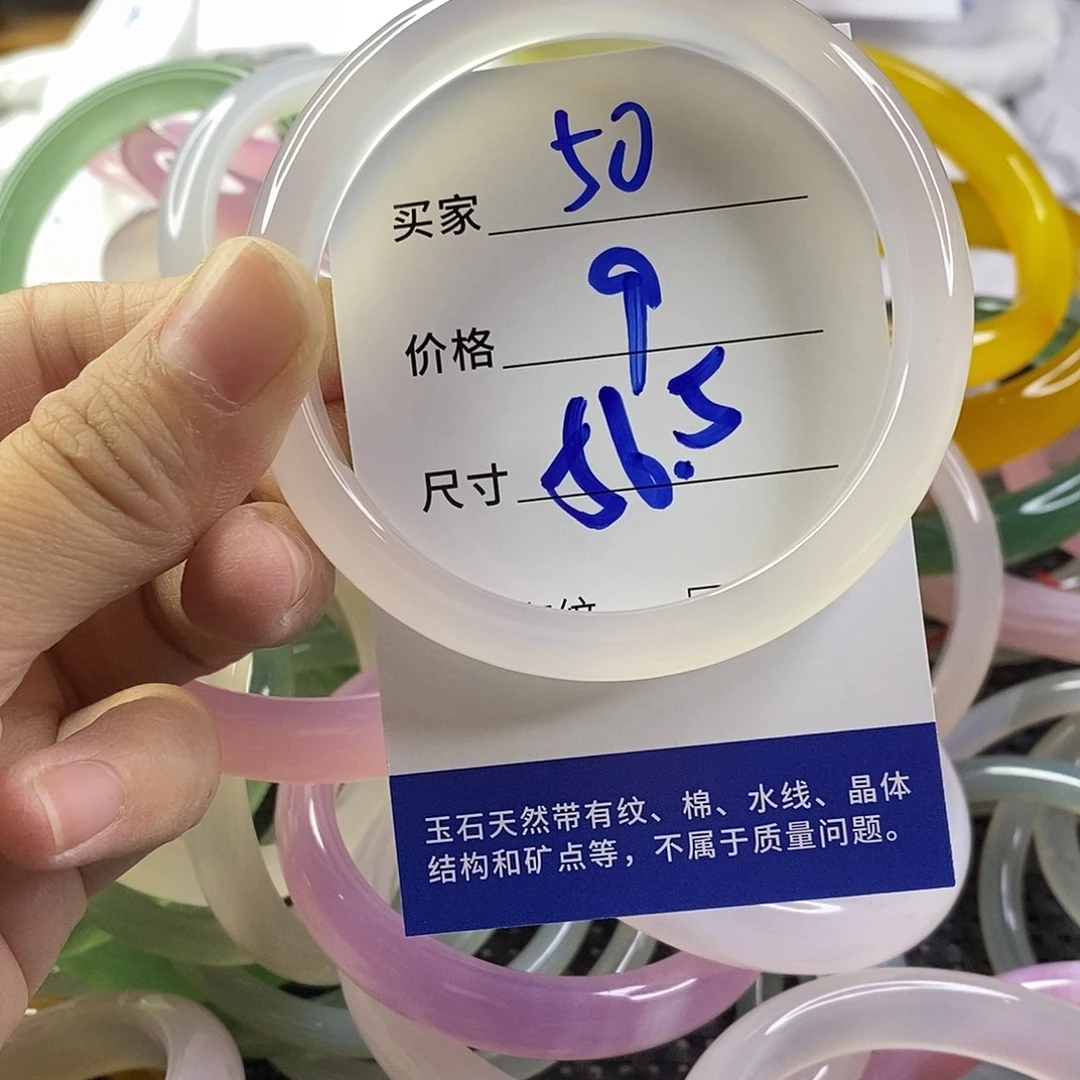 买家 50
价格 9
尺寸 56.5
纹
玉石天然带有纹、棉、水线、晶体
结构和矿点等，不属于质量问题。